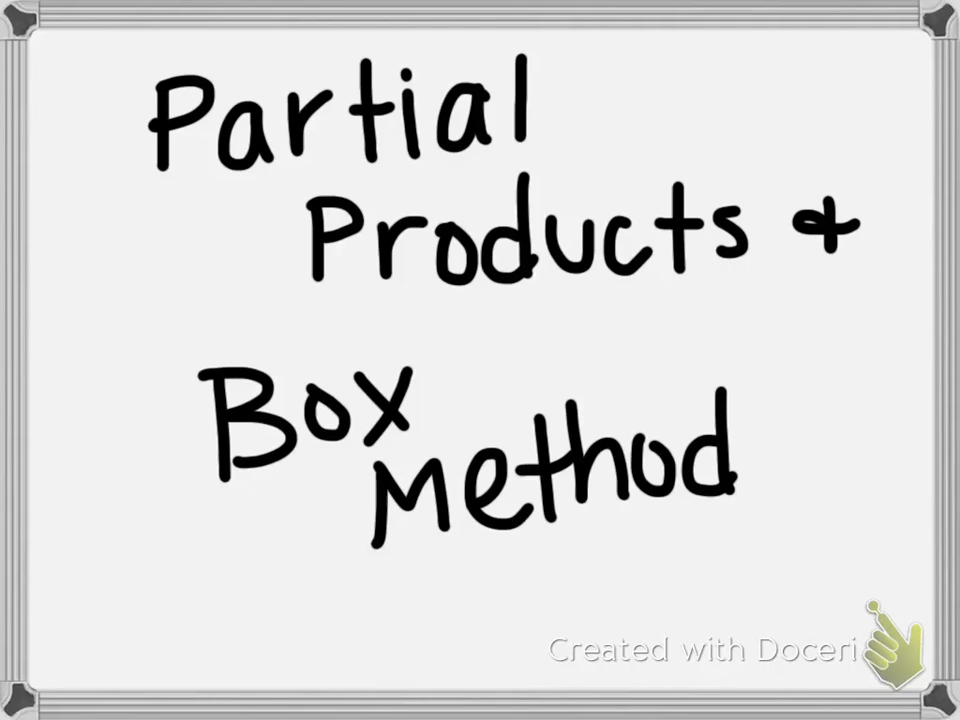 Partial
Products &
Box
Method
Created with Doceri